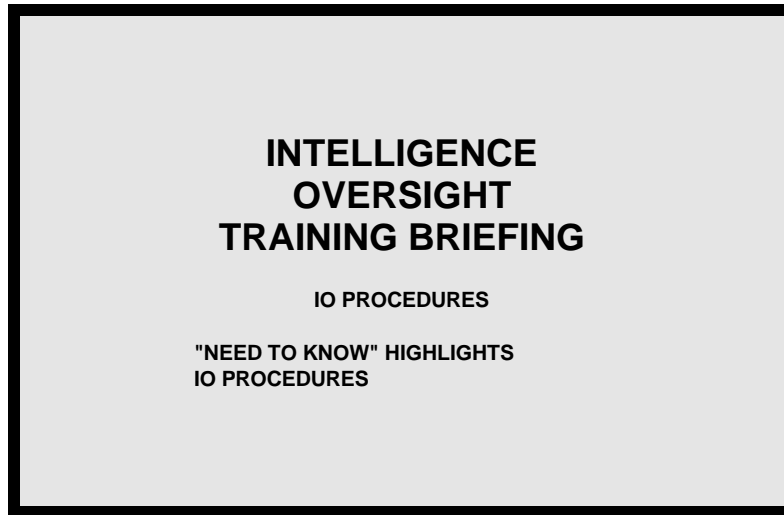 INTELLIGENCE
OVERSIGHT
TRAINING BRIEFING
IO PROCEDURES
"NEED TO KNOW" HIGHLIGHTS
IO PROCEDURES